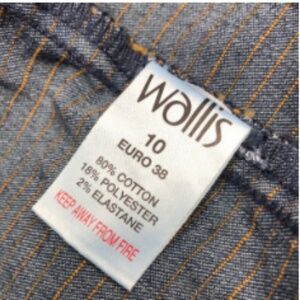 wallis
10
EURO 38
80% COTTON
18% POLYESTER
2% ELASTANE
KEEP AWAY FROM FIRE